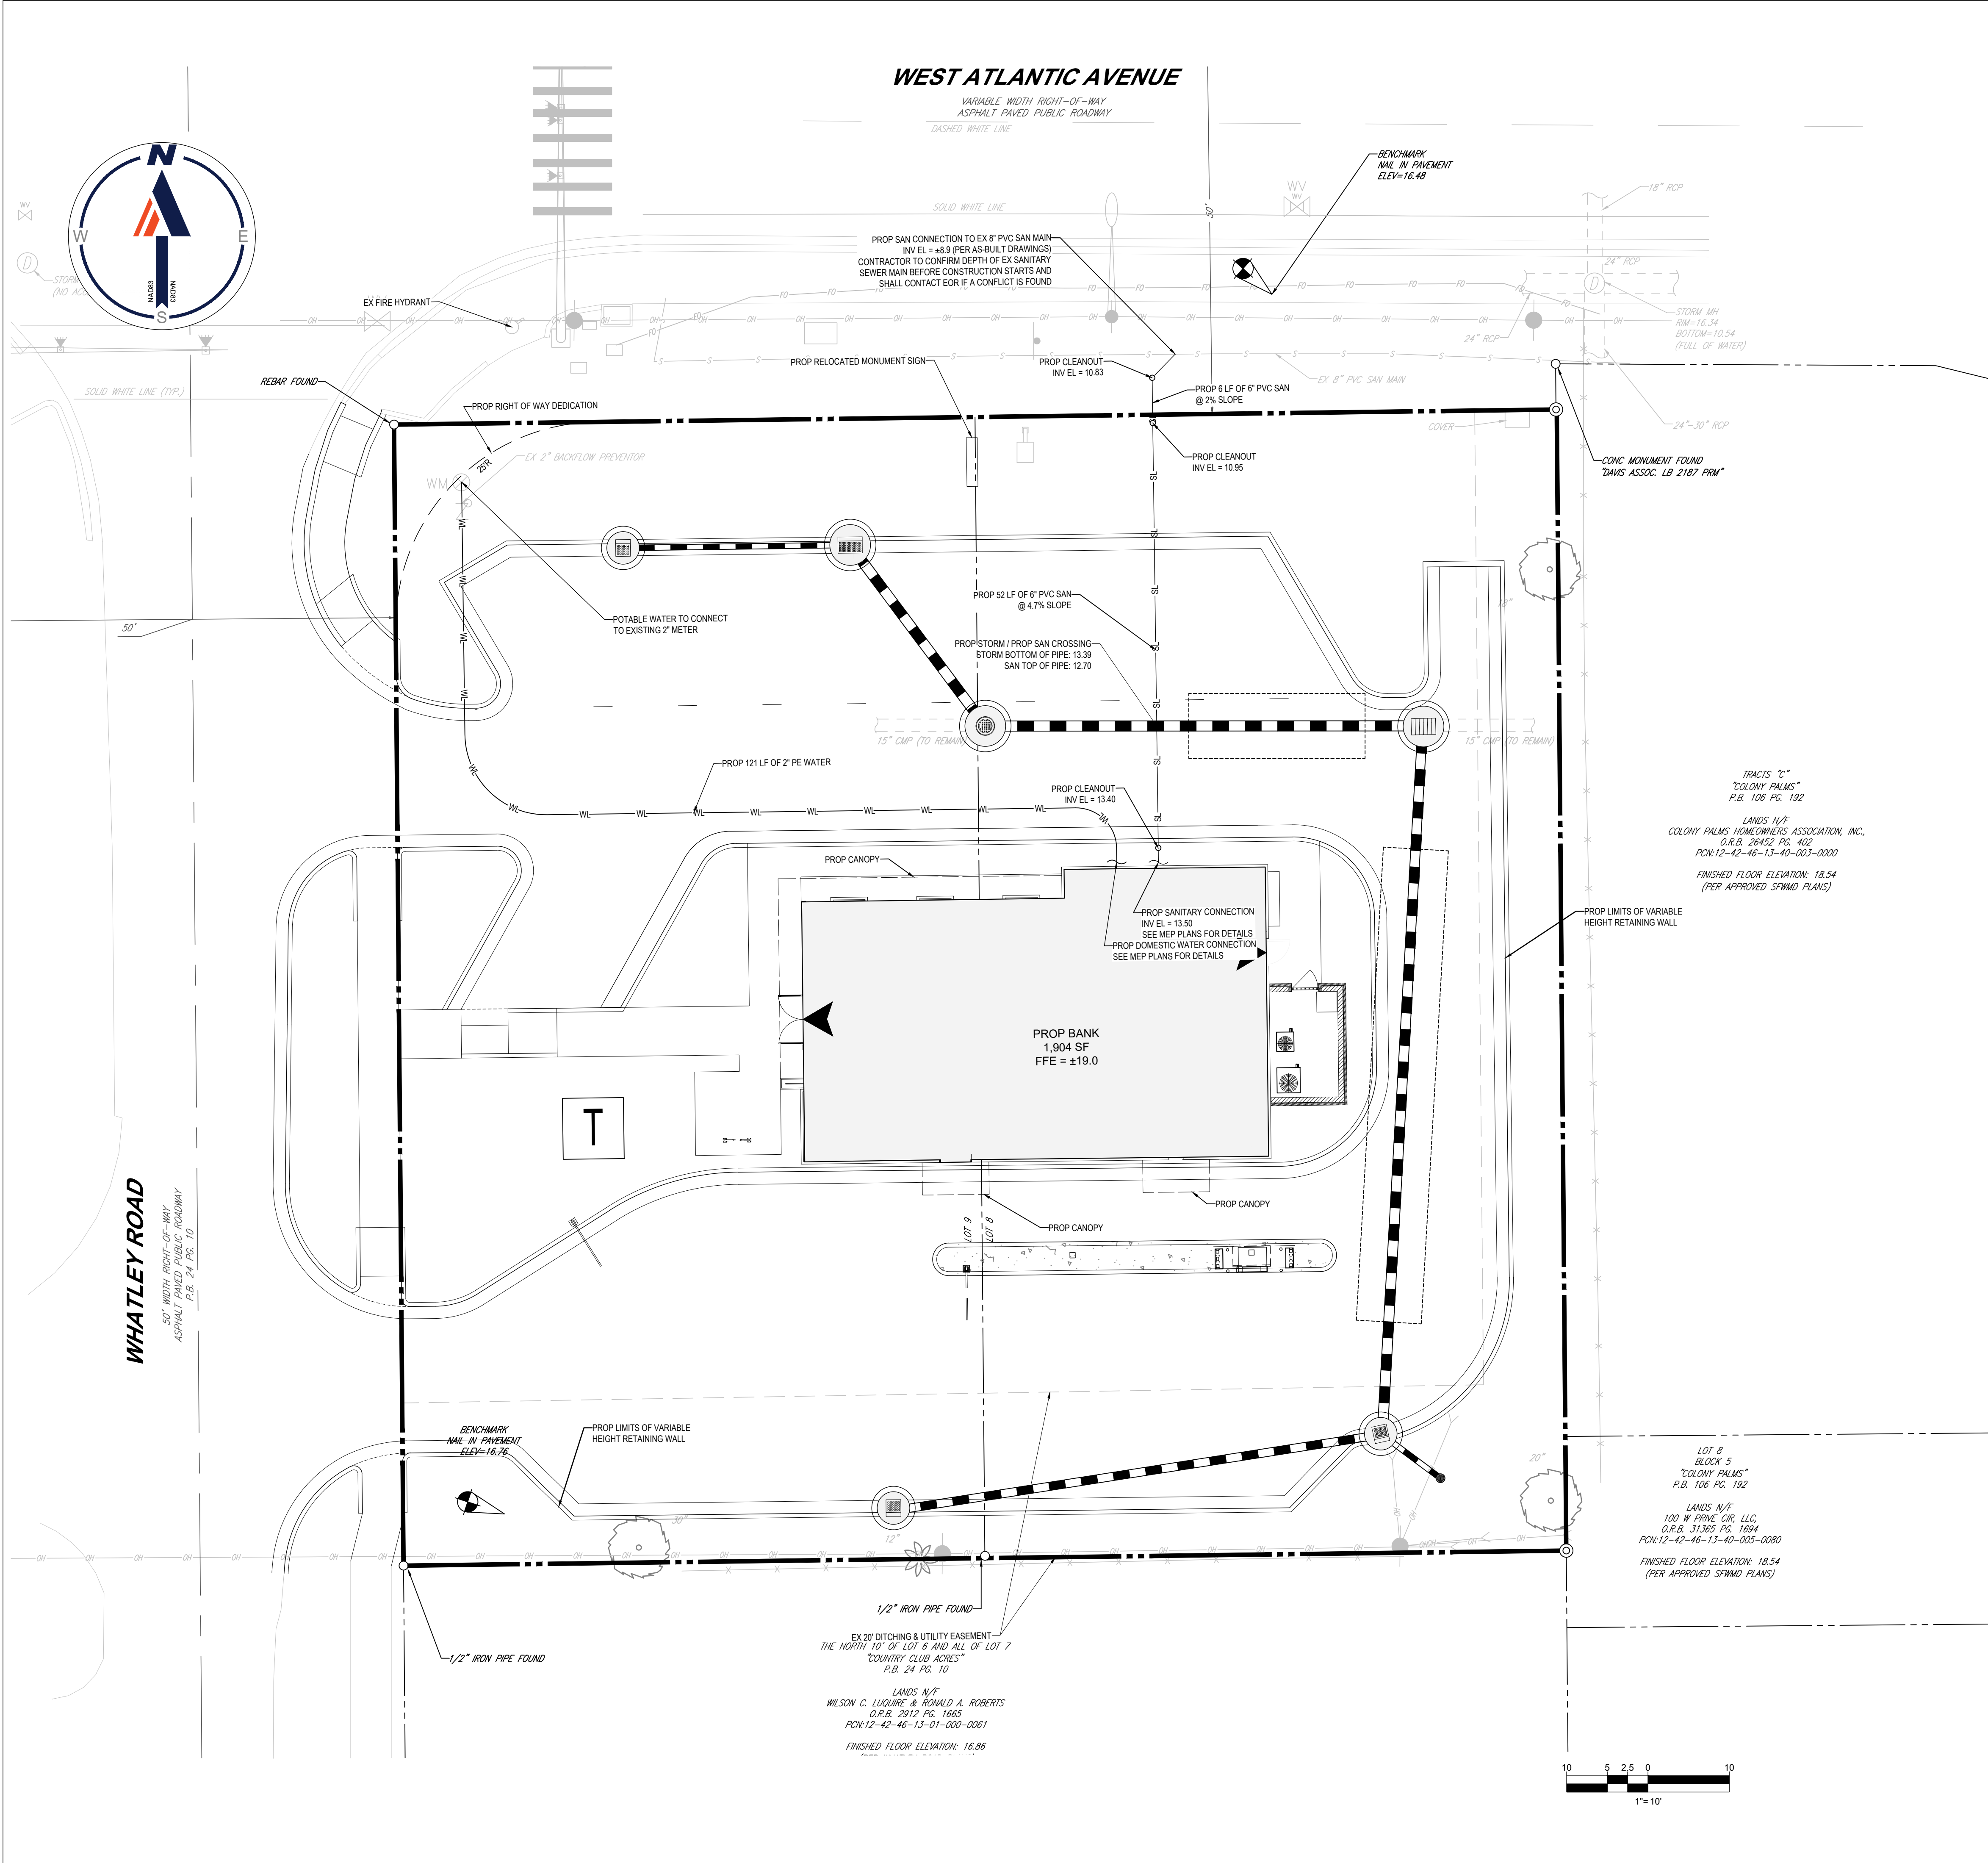 WEST ATLANTIC AVENUE
VARIABLE WIDTH RIGHT-OF-WAY
ASPHALT PAVED PUBLIC ROADWAY
DASHED WHITE LINE
BENCHMARK
NAIL IN PAVEMENT
ELEV=16.48
N
W
E
S
NAD83
NAD83
WV
D
STORM
(NO ACC
SOLID WHITE LINE
50'
WV
WV
18" RCP
24" RCP
D
PROP SAN CONNECTION TO EX 8" PVC SAN MAIN
INV EL = ±8.9 (PER AS-BUILT DRAWINGS)
CONTRACTOR TO CONFIRM DEPTH OF EX SANITARY
SEWER MAIN BEFORE CONSTRUCTION STARTS AND
SHALL CONTACT EOR IF A CONFLICT IS FOUND
EX FIRE HYDRANT
STORM MH
RIM=16.34
BOTTOM=10.54
(FULL OF WATER)
24" RCP
PROP RELOCATED MONUMENT SIGN
PROP CLEANOUT
INV EL = 10.83
EX 8" PVC SAN MAIN
REBAR FOUND
SOLID WHITE LINE (TYP.)
PROP RIGHT OF WAY DEDICATION
PROP 6 LF OF 6" PVC SAN
@ 2% SLOPE
COVER
24"-30" RCP
25'R
EX 2" BACKFLOW PREVENTOR
WM
PROP CLEANOUT
INV EL = 10.95
CONC MONUMENT FOUND
"DAVIS ASSOC. LB 2187 PRM"
PROP 52 LF OF 6" PVC SAN
@ 4.7% SLOPE
18"
POTABLE WATER TO CONNECT
TO EXISTING 2" METER
50'
PROP STORM / PROP SAN CROSSING
STORM BOTTOM OF PIPE: 13.39
SAN TOP OF PIPE: 12.70
15" CMP (TO REMAIN)
15" CMP (TO REMAIN)
PROP 121 LF OF 2" PE WATER
PROP CLEANOUT
INV EL = 13.40
TRACTS "C"
"COLONY PALMS"
P.B. 106 PG. 192
LANDS N/F
COLONY PALMS HOMEOWNERS ASSOCIATION, INC.,
O.R.B. 26452 PG. 402
PCN:12-42-46-13-40-003-0000
FINISHED FLOOR ELEVATION: 18.54
(PER APPROVED SFWMD PLANS)
PROP CANOPY
PROP SANITARY CONNECTION
INV EL = 13.50
SEE MEP PLANS FOR DETAILS
PROP DOMESTIC WATER CONNECTION
SEE MEP PLANS FOR DETAILS
PROP LIMITS OF VARIABLE
HEIGHT RETAINING WALL
PROP BANK
1,904 SF
FFE = ±19.0
T
WHATLEY ROAD
50' WIDTH RIGHT-OF-WAY
ASPHALT PAVED PUBLIC ROADWAY
P.B. 24 PG. 10
PROP CANOPY
PROP CANOPY
LOT 9
LOT 8
BENCHMARK
NAIL IN PAVEMENT
ELEV=16.76
PROP LIMITS OF VARIABLE
HEIGHT RETAINING WALL
LOT 8
BLOCK 5
"COLONY PALMS"
P.B. 106 PG. 192
LANDS N/F
100 W PRIVE CIR, LLC,
O.R.B. 31365 PG. 1694
PCN:12-42-46-13-40-005-0080
FINISHED FLOOR ELEVATION: 18.54
(PER APPROVED SFWMD PLANS)
20"
30"
12"
1/2" IRON PIPE FOUND
1/2" IRON PIPE FOUND
EX 20' DITCHING & UTILITY EASEMENT
THE NORTH 10' OF LOT 6 AND ALL OF LOT 7
"COUNTRY CLUB ACRES"
P.B. 24 PG. 10
LANDS N/F
WILSON C. LUQUIRE & RONALD A. ROBERTS
O.R.B. 2912 PG. 1665
PCN:12-42-46-13-01-000-0061
FINISHED FLOOR ELEVATION: 16.86
10 5 2.5 0 10
1"= 10'